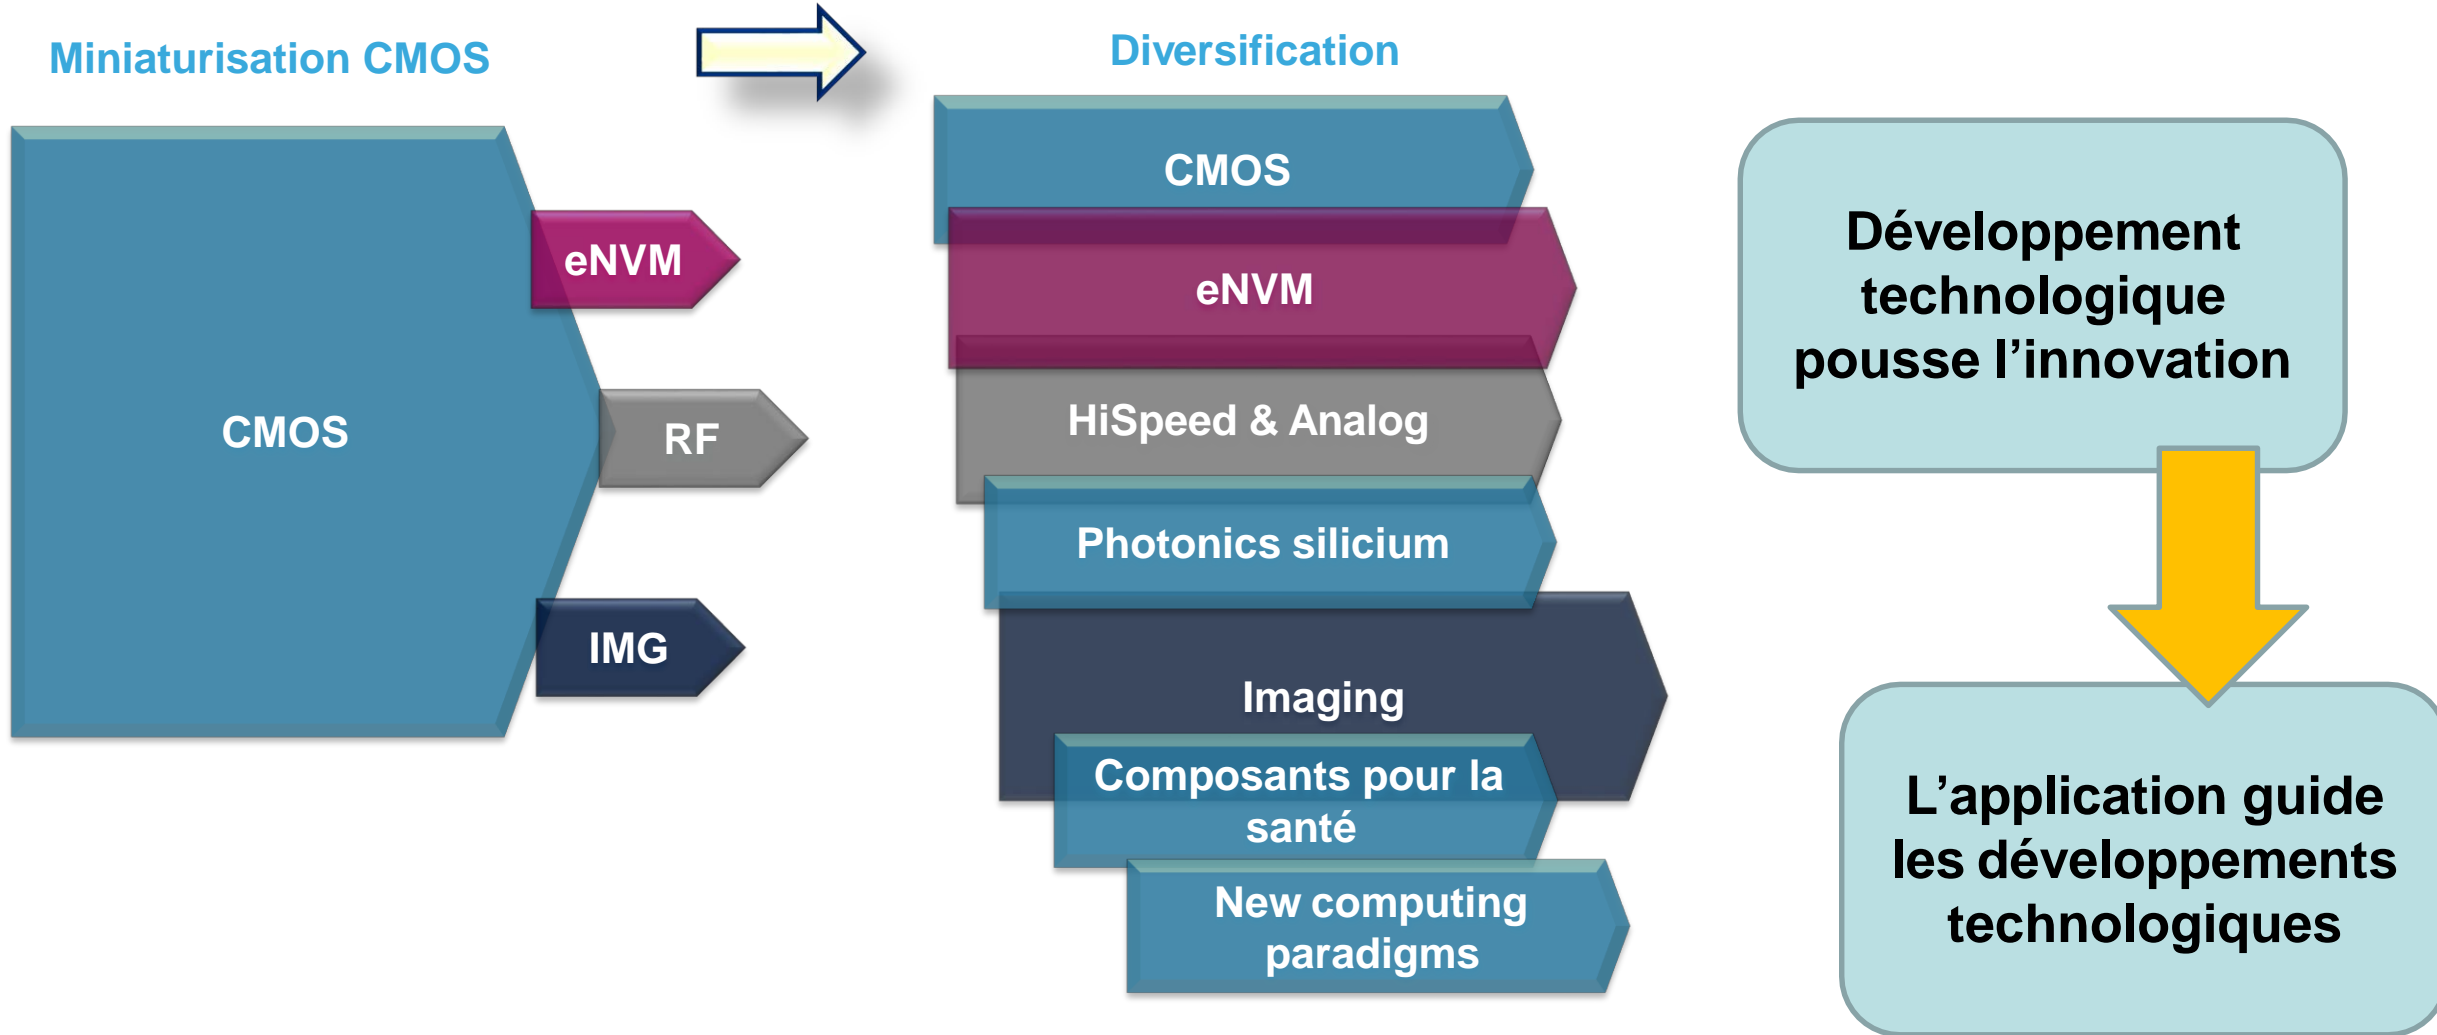 Miniaturisation CMOS
CMOS
eNVM
RF
IMG
Diversification
CMOS
eNVM
HiSpeed & Analog
Photonics silicium
Imaging
Composants pour la
santé
New computing
paradigms
Développement
technologique
pousse l’innovation
L’application guide
les développements
technologiques